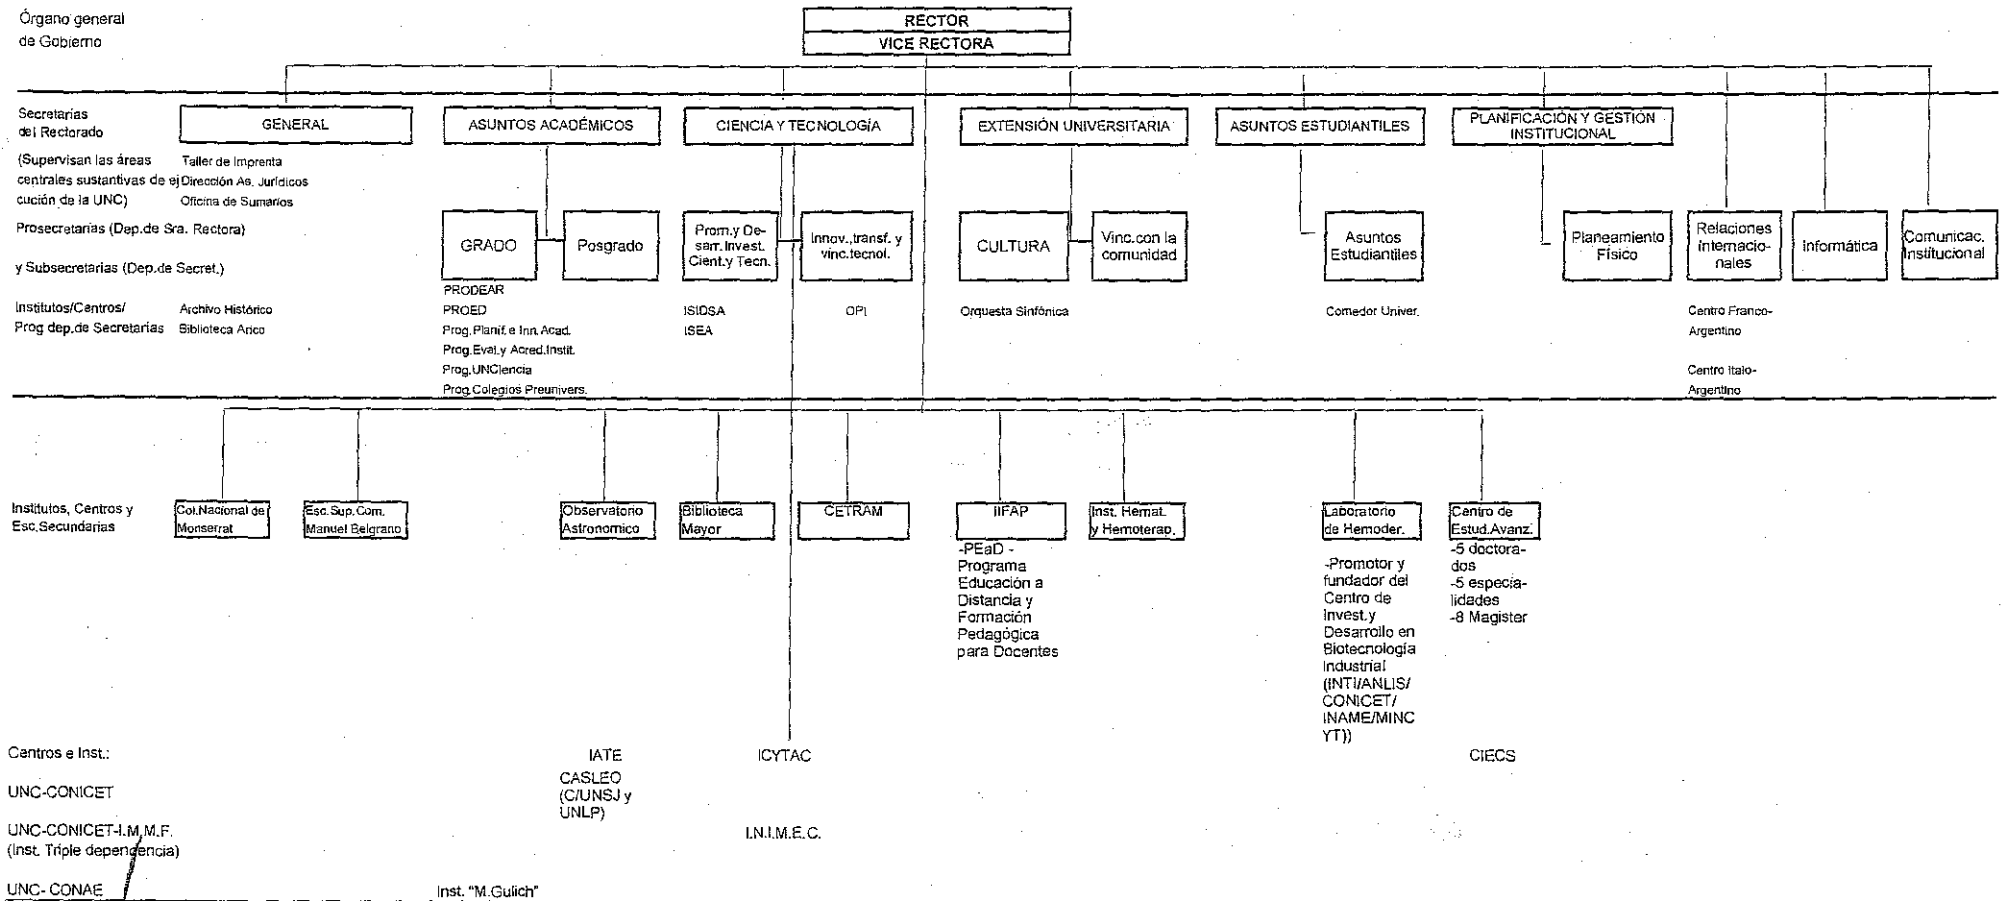 Órgano general
de Gobierno
RECTOR
VICE RECTORA
Secretarías
del Rectorado
GENERAL
ASUNTOS ACADÉMICOS
CIENCIA Y TECNOLOGÍA
EXTENSIÓN UNIVERSITARIA
ASUNTOS ESTUDIANTILES
PLANIFICACIÓN Y GESTIÓN
INSTITUCIONAL
(Supervisan las áreas
centrales sustantivas de ej
cución de la UNC)
Taller de Imprenta
Dirección As. Jurídicos
Oficina de Sumarios
Prosecretarías (Dep.de Sra. Rectora)
y Subsecretarias (Dep.de Secret.)
GRADO
Posgrado
Prom.y De-
sarr.Invest.
Cient.y Tecn.
Innov.,transf. y
vinc.tecnol.
CULTURA
Vinc.con la
comunidad
Asuntos
Estudiantiles
Planeamiento
Físico
Relaciones
internacio-
nales
Informática
Comunicac.
Institucional
Institutos/Centros/
Prog dep.de Secretarías
Archivo Histórico
Biblioteca Arico
PRODEAR
PROED
Prog.Planif.e Inn.Acad.
Prog.Eval.y Acred.Instit.
Prog.UNCiencia
Prog.Colegios Preunivers.
ISIDSA
ISEA
OPI
Orquesta Sinfónica
Comedor Univer.
Centro Franco-
Argentino
Centro Italo-
Argentino
Institutos, Centros y
Esc.Secundarias
Col.Nacional de
Monserrat
Esc.Sup.Com.
Manuel Belgrano
Observatorio
Astronomico
Biblioteca
Mayor
CETRAM
IIFAP
-PEaD -
Programa
Educación a
Distancia y
Formación
Pedagógica
para Docentes
Inst. Hemat.
y Hemoterap.
Laboratorio
de Hemoder.
-Promotor y
fundador del
Centro de
Invest.y
Desarrollo en
Biotecnología
Industrial
(INTI/ANLIS/
CONICET/
INAME/MINC
YT))
Centro de
Estud.Avanz.
-5 doctora-
dos
-5 especia-
lidades
-8 Magister
Centros e Inst.:
UNC-CONICET
IATE
CASLEO
(C/UNSJ y
UNLP)
ICYTAC
CIECS
UNC-CONICET-I.M.M.F.
(Inst. Triple dependencia)
I.N.I.M.E.C.
UNC- CONAE
Inst. "M.Gulich"